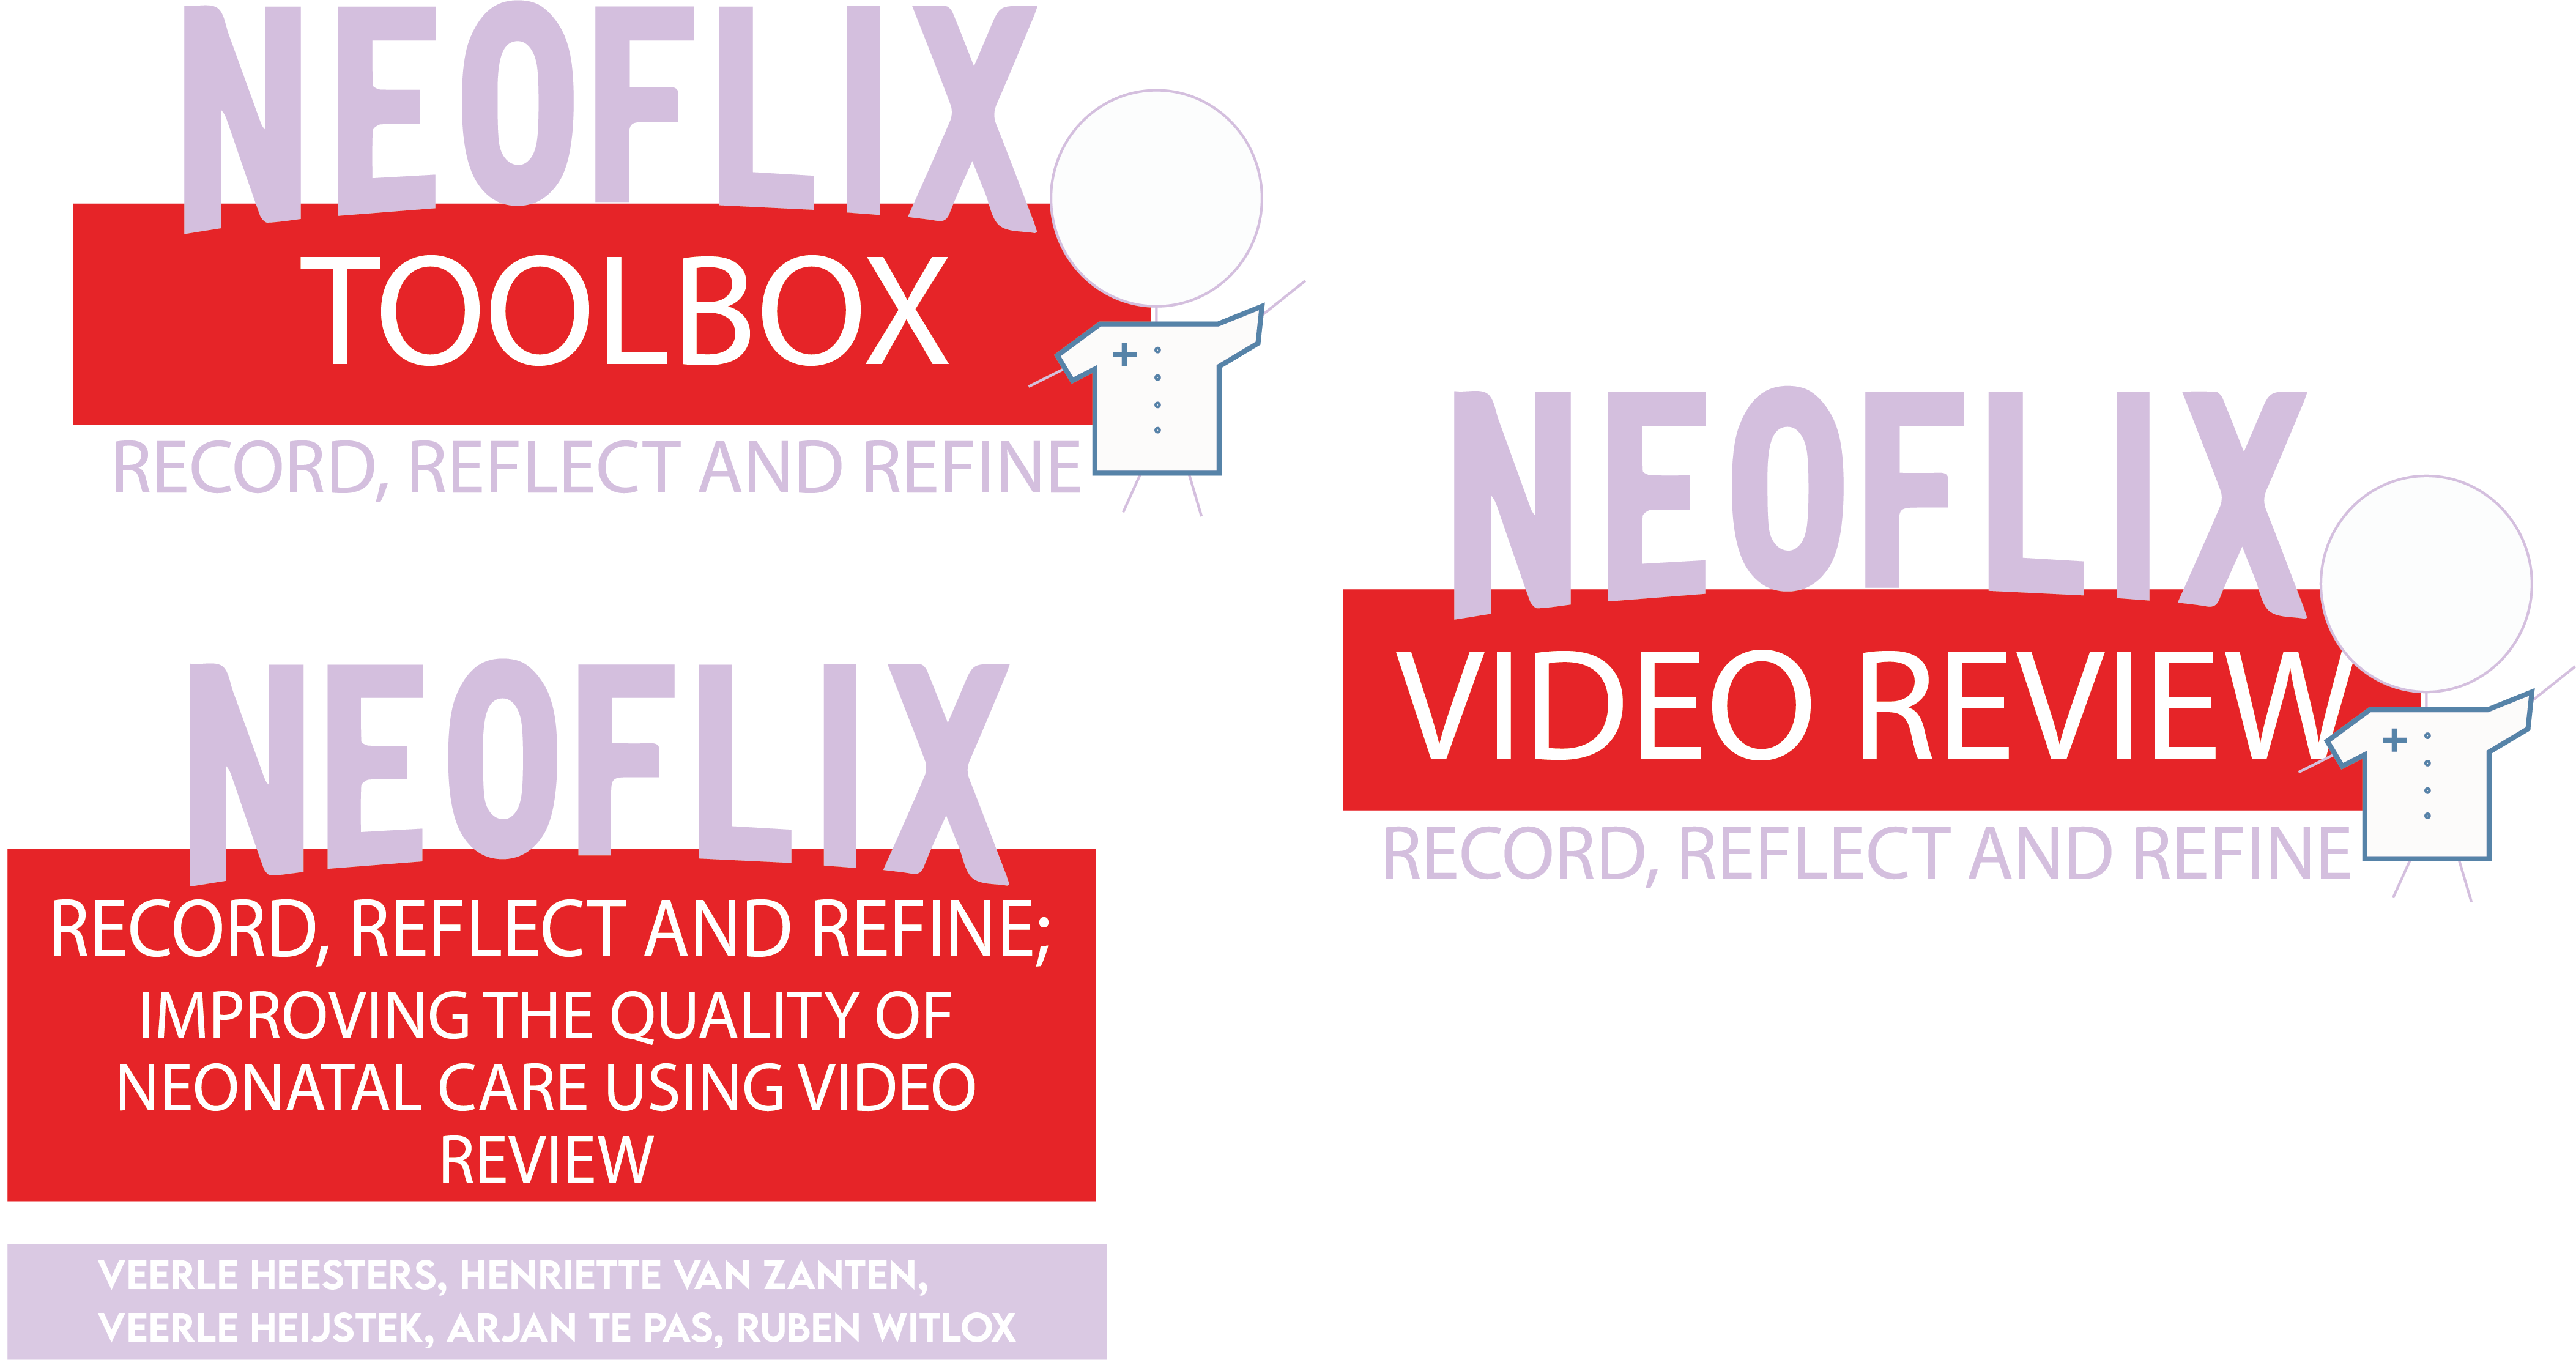 NEOFLIX
TOOLBOX
RECORD, REFLECT AND REFINE
NEOFLIX
VIDEO REVIEW
RECORD, REFLECT AND REFINE
NEOFLIX
RECORD, REFLECT AND REFINE;
IMPROVING THE QUALITY OF
NEONATAL CARE USING VIDEO
REVIEW
VEERLE HEESTERS, HENRIETTE VAN ZANTEN,
VEERLE HEIJSTEK, ARJAN TE PAS, RUBEN WITLOX